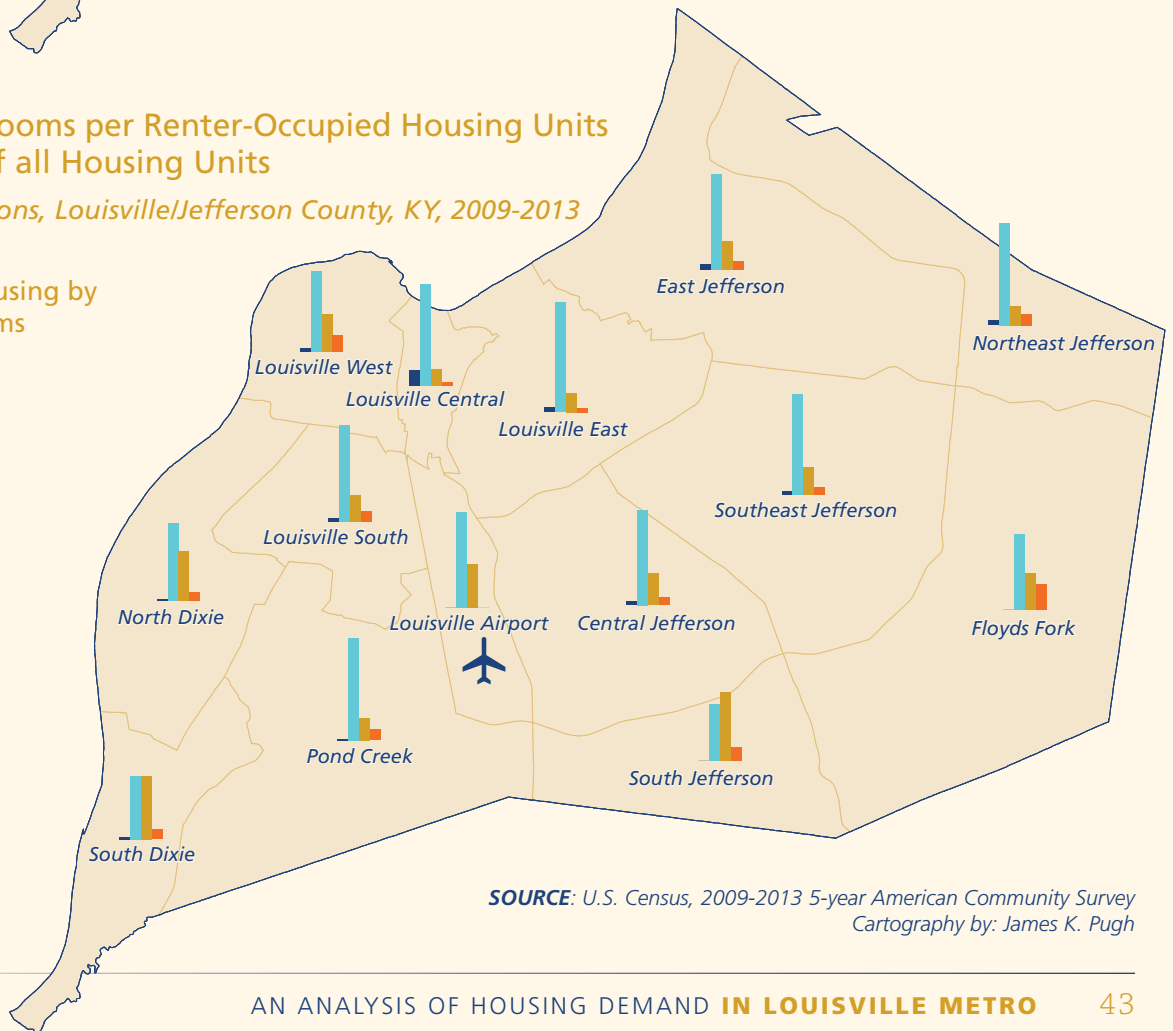 ooms per Renter-Occupied Housing Units
f all Housing Units
ons, Louisville/Jefferson County, KY, 2009-2013
using by
ms
East Jefferson
Northeast Jefferson
Louisville West
Louisville Central
Louisville East
Southeast Jefferson
Louisville South
North Dixie
Louisville Airport
Central Jefferson
Floyds Fork
Pond Creek
South Jefferson
South Dixie
SOURCE: U.S. Census, 2009-2013 5-year American Community Survey
Cartography by: James K. Pugh
AN ANALYSIS OF HOUSING DEMAND IN LOUISVILLE METRO 43